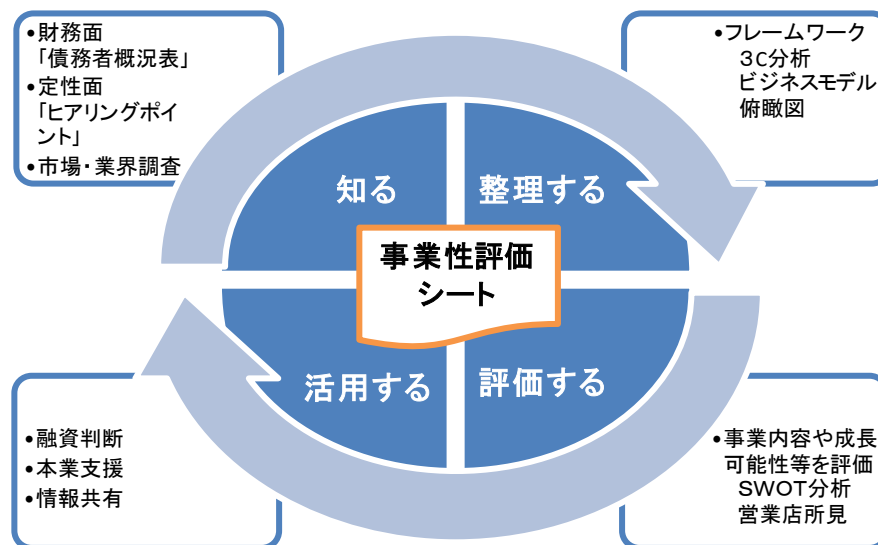 •財務面
「債務者概況表」
•定性面
「ヒアリングポイ
ント」
•市場・業界調査
•フレームワーク
3C分析
ビジネスモデル
俯瞰図
知る
整理する
事業性評価
シート
活用する
評価する
•融資判断
•本業支援
•情報共有
•事業内容や成長
可能性等を評価
SWOT分析
営業店所見